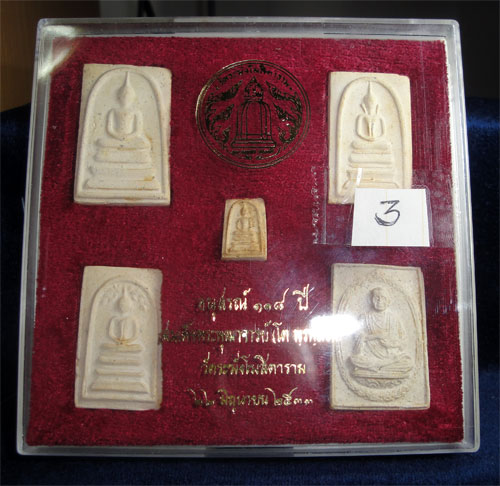 3
อนุสรณ์ ๑๑๘ ปี
สมเด็จพระพุฒาจารย์ (โต
วัดระฆังโฆสิตาราม
๒๒ มิถุนายน ๒๕๓๓